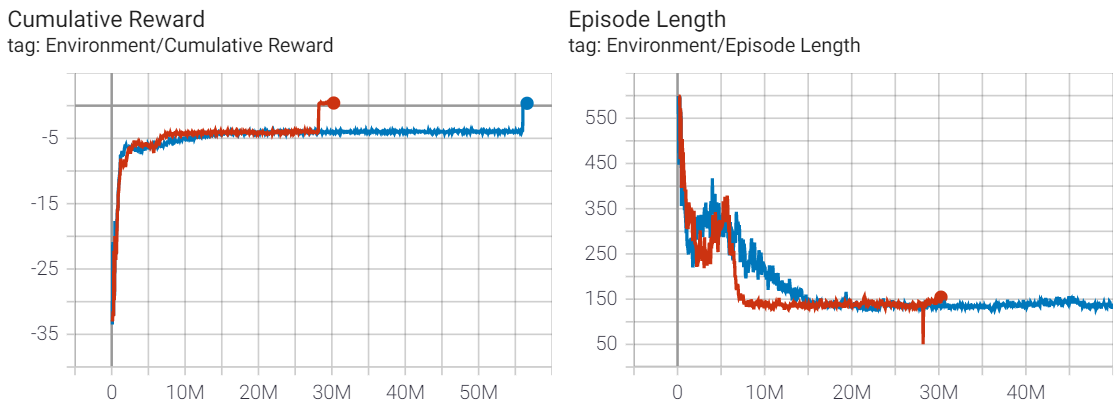 Cumulative Reward
tag: Environment/Cumulative Reward
-5
-15
-25
-35
0 10M 20M 30M 40M 50M
Episode Length
tag: Environment/Episode Length
550
450
350
250
150
50
0 10M 20M 30M 40M